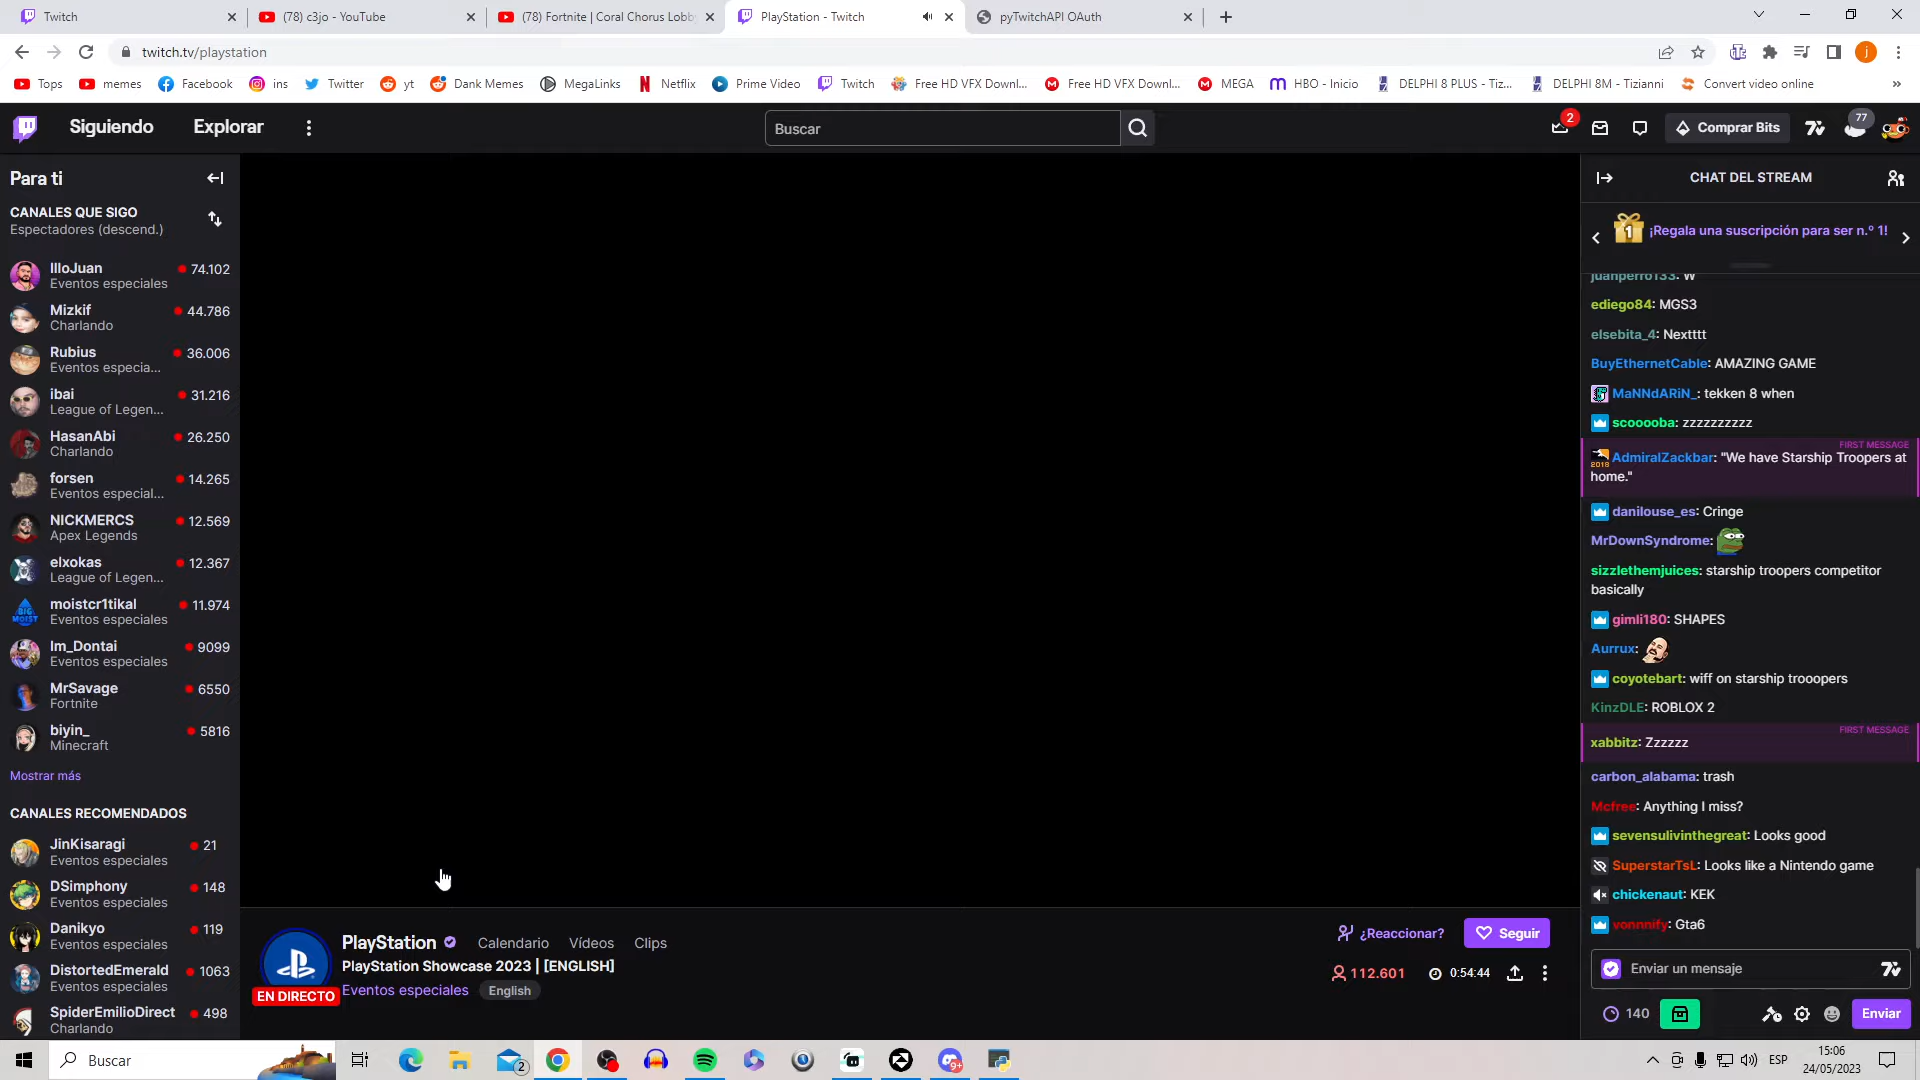 Twitch
(78) c3jo - YouTube
(78) Fortnite | Coral Chorus Lobb
PlayStation - Twitch
pyTwitchAPI OAuth
twitch.tv/playstation
Tops
memes
Facebook
ins
Twitter
yt
Dank Memes
MegaLinks
Netflix
Prime Video
Twitch
Free HD VFX Downl...
Free HD VFX Downl...
MEGA
HBO - Inicio
DELPHI 8 PLUS - Tiz...
DELPHI 8M - Tizianni
Convert video online
»
Siguiendo
Explorar
Buscar
2
Comprar Bits
77
Para ti
CANALES QUE SIGO
Espectadores (descend.)
IlloJuan
74.102
Eventos especiales
Mizkif
44.786
Charlando
Rubius
36.006
Eventos especia...
ibai
31.216
League of Legen...
HasanAbi
26.250
Charlando
forsen
14.265
Eventos especial...
NICKMERCS
12.569
Apex Legends
elxokas
12.367
League of Legen...
moistcr1tikal
11.974
Eventos especiales
Im_Dontai
9099
Eventos especiales
MrSavage
6550
Fortnite
biyin_
5816
Minecraft
Mostrar más
CANALES RECOMENDADOS
JinKisaragi
21
Eventos especiales
DSimphony
148
Eventos especiales
Danikyo
119
Eventos especiales
DistortedEmerald
1063
Eventos especiales
SpiderEmilioDirect
498
Charlando
PlayStation
Calendario
Vídeos
Clips
PlayStation Showcase 2023 | [ENGLISH]
EN DIRECTO
Eventos especiales
English
¿Reaccionar?
Seguir
112.601
0:54:44
CHAT DEL STREAM
1
¡Regala una suscripción para ser n.º 1!
juanperro133: W
ediego84: MGS3
elsebita_4: Nextttt
BuyEthernetCable: AMAZING GAME
MaNNdARiN_: tekken 8 when
scooooba: zzzzzzzzzz
FIRST MESSAGE
AdmiralZackbar: "We have Starship Troopers at
home."
danilouse_es: Cringe
MrDownSyndrome:
sizzlethemjuices: starship troopers competitor
basically
gimli180: SHAPES
Aurrux:
coyotebart: wiff on starship trooopers
KinzDLE: ROBLOX 2
FIRST MESSAGE
xabbitz: Zzzzzz
carbon_alabama: trash
Mcfree: Anything I miss?
sevensulivinthegreat: Looks good
SuperstarTsL: Looks like a Nintendo game
chickenaut: KEK
vonnnify: Gta6
Enviar un mensaje
140
Enviar
Buscar
2
9+
ESP
15:06
24/05/2023